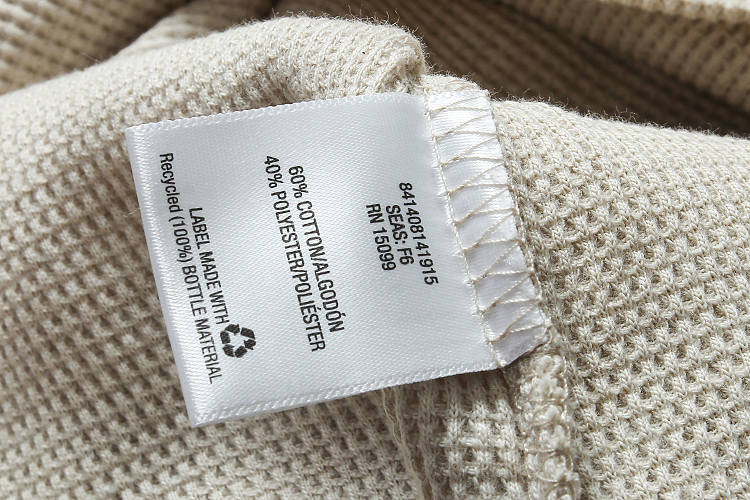 841408141915
SEAS: F6
RN 15099
60% COTTON/ALGODÓN
40% POLYESTER/POLIÉSTER
LABEL MADE WITH
Recycled (100%) BOTTLE MATERIAL